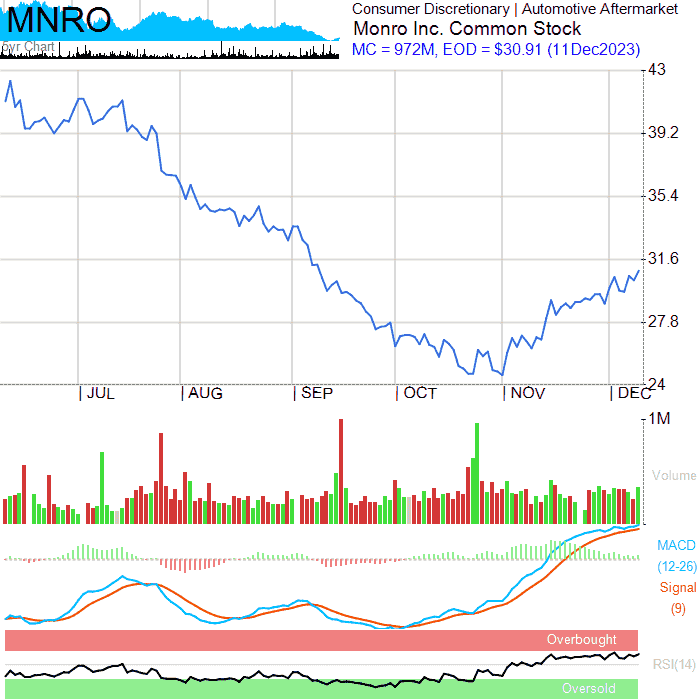 MNRO
5yr Chart
Consumer Discretionary | Automotive Aftermarket
Monro Inc. Common Stock
MC = 972M, EOD = $30.91 (11Dec2023)
43
39.2
35.4
31.6
27.8
24
JUL AUG SEP OCT NOV DEC
1M
Volume
MACD
(12-26)
Signal
(9)
Overbought
RSI(14)
Oversold